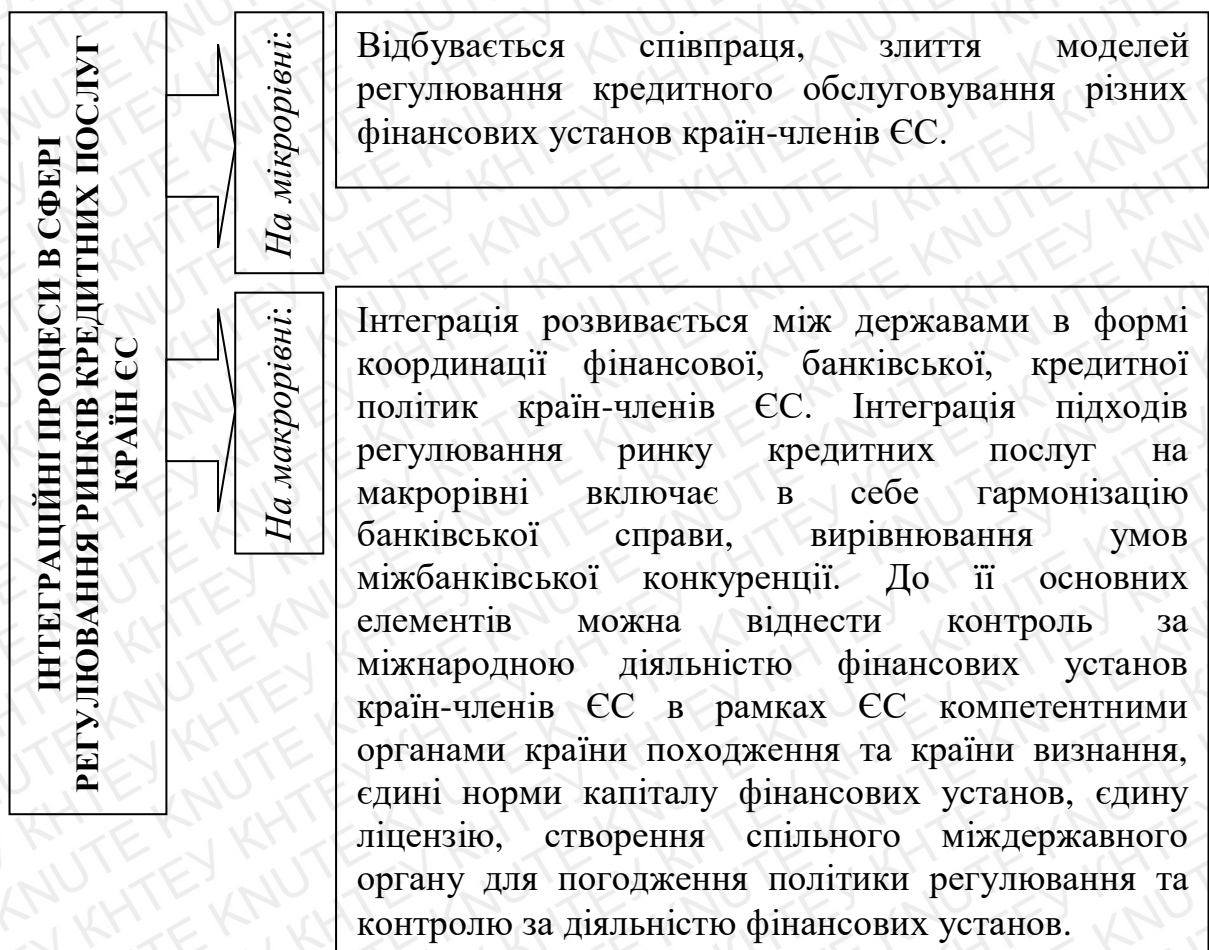 ІНТЕГРАЦІЙНІ ПРОЦЕСИ В СФЕРІ
РЕГУЛЮВАННЯ РИНКІВ КРЕДИТНИХ ПОСЛУГ
КРАЇН ЄС
На мікрорівні:
Відбувається співпраця, злиття моделей
регулювання кредитного обслуговування різних
фінансових установ країн-членів ЄС.
На макрорівні:
Інтеграція розвивається між державами в формі
координації фінансової, банківської, кредитної
політик країн-членів ЄС. Інтеграція підходів
регулювання ринку кредитних послуг на
макрорівні включає в себе гармонізацію
банківської справи, вирівнювання умов
міжбанківської конкуренції. До її основних
елементів можна віднести контроль за
міжнародною діяльністю фінансових установ
країн-членів ЄС в рамках ЄС компетентними
органами країни походження та країни визнання,
єдині норми капіталу фінансових установ, єдину
ліцензію, створення спільного міждержавного
органу для погодження політики регулювання та
контролю за діяльністю фінансових установ.